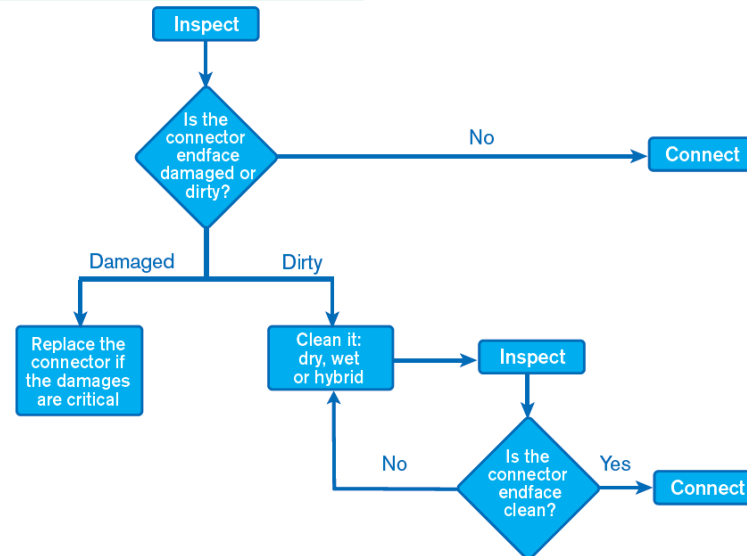 Inspect
Is the
connector
endface
damaged or
dirty?
No
Connect
Damaged
Dirty
Replace the
connector if
the damages
are critical
Clean it:
dry, wet
or hybrid
Inspect
Is the
connector
endface
clean?
No
Yes
Connect